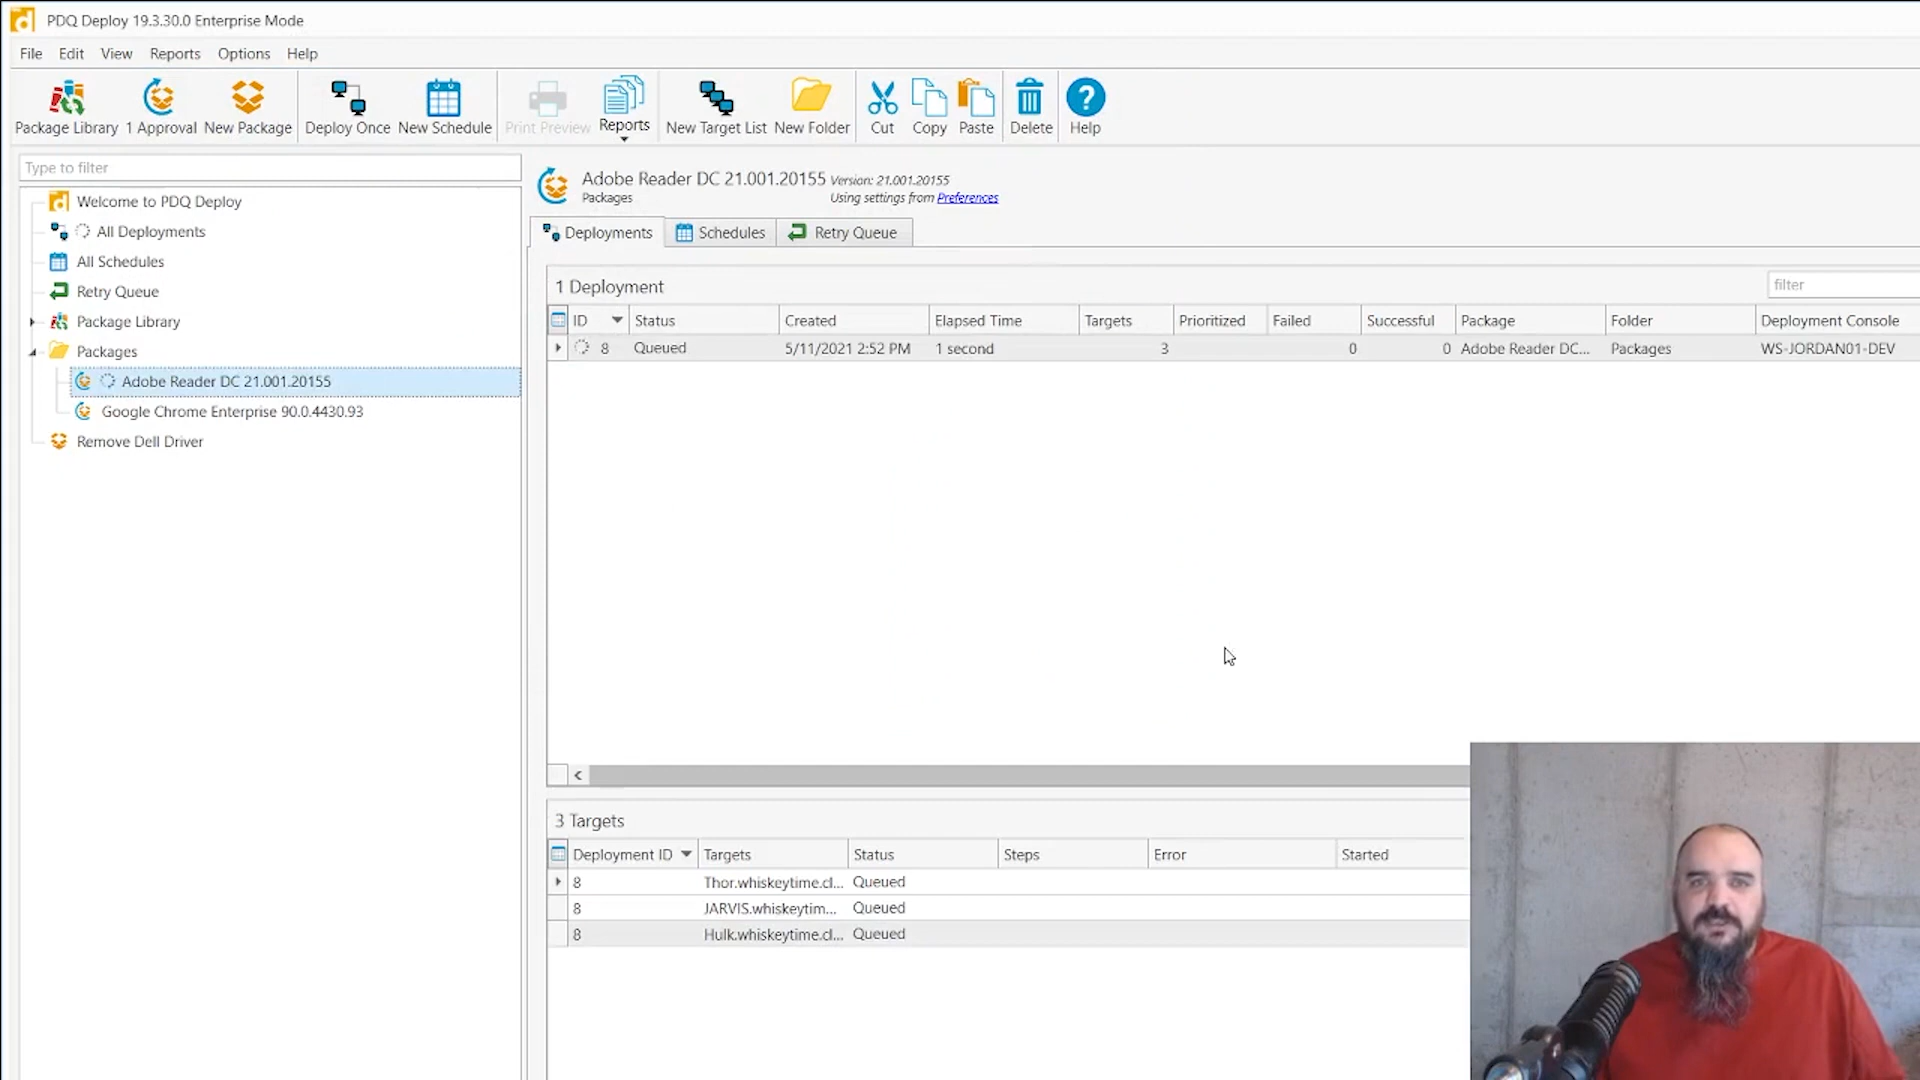 PDQ Deploy 19.3.30.0 Enterprise Mode
File Edit View Reports Options Help
Package Library 1 Approval New Package Deploy Once New Schedule Print Preview Reports New Target List New Folder Cut Copy Paste Delete Help
Type to filter
Welcome to PDQ Deploy
All Deployments
All Schedules
Retry Queue
Package Library
Packages
Adobe Reader DC 21.001.20155
Google Chrome Enterprise 90.0.4430.93
Remove Dell Driver
Adobe Reader DC 21.001.20155 Version: 21.001.20155
Packages Using settings from Preferences
Deployments Schedules Retry Queue
1 Deployment filter
ID Status Created Elapsed Time Targets Prioritized Failed Successful Package Folder Deployment Console
8 Queued 5/11/2021 2:52 PM 1 second 3 0 0 Adobe Reader DC... Packages WS-JORDAN01-DEV
3 Targets
Deployment ID Targets Status Steps Error Started
8 Thor.whiskeytime.cl... Queued
8 JARVIS.whiskeytim... Queued
8 Hulk.whiskeytime.cl... Queued